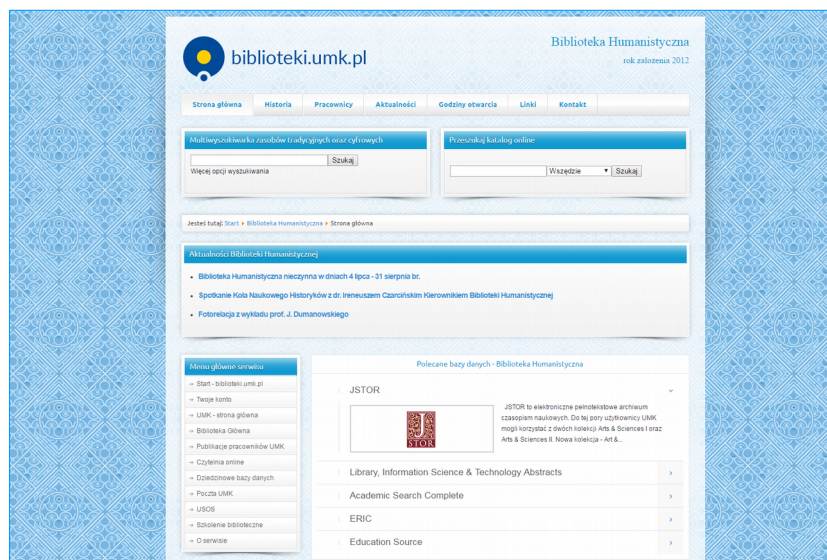 biblioteki.umk.pl
Biblioteka Humanistyczna
rok założenia 2012
Strona główna Historia Pracownicy Aktualności Godziny otwarcia Linki Kontakt
Multiwyszukiwarka zasobów tradycyjnych oraz cyfrowych
Szukaj
Więcej opcji wyszukiwania
Przeszukaj katalog online
Wszędzie Szukaj
Jesteś tutaj: Start Biblioteka Humanistyczna Strona główna
Aktualności Biblioteki Humanistycznej
Biblioteka Humanistyczna nieczynna w dniach 4 lipca - 31 sierpnia br.
Spotkanie Koła Naukowego Historyków z dr. Ireneuszem Czarcińskim Kierownikiem Biblioteki Humanistycznej
Fotorelacja z wykładu prof. J. Dumanowskiego
Menu główne serwisu
Start - biblioteki.umk.pl
Twoje konto
UMK - strona główna
Biblioteka Główna
Publikacje pracowników UMK
Czytelnia online
Dziedzinowe bazy danych
Poczta UMK
USOS
Szkolenie biblioteczne
O serwisie
Polecane bazy danych - Biblioteka Humanistyczna
JSTOR
J
STOR
JSTOR to elektroniczne pełnotekstowe archiwum
czasopism naukowych. Do tej pory użytkownicy UMK
mogli korzystać z dwóch kolekcji Arts & Sciences I oraz
Arts & Sciences II. Nowa kolekcja - Art &...
Library, Information Science & Technology Abstracts
Academic Search Complete
ERIC
Education Source